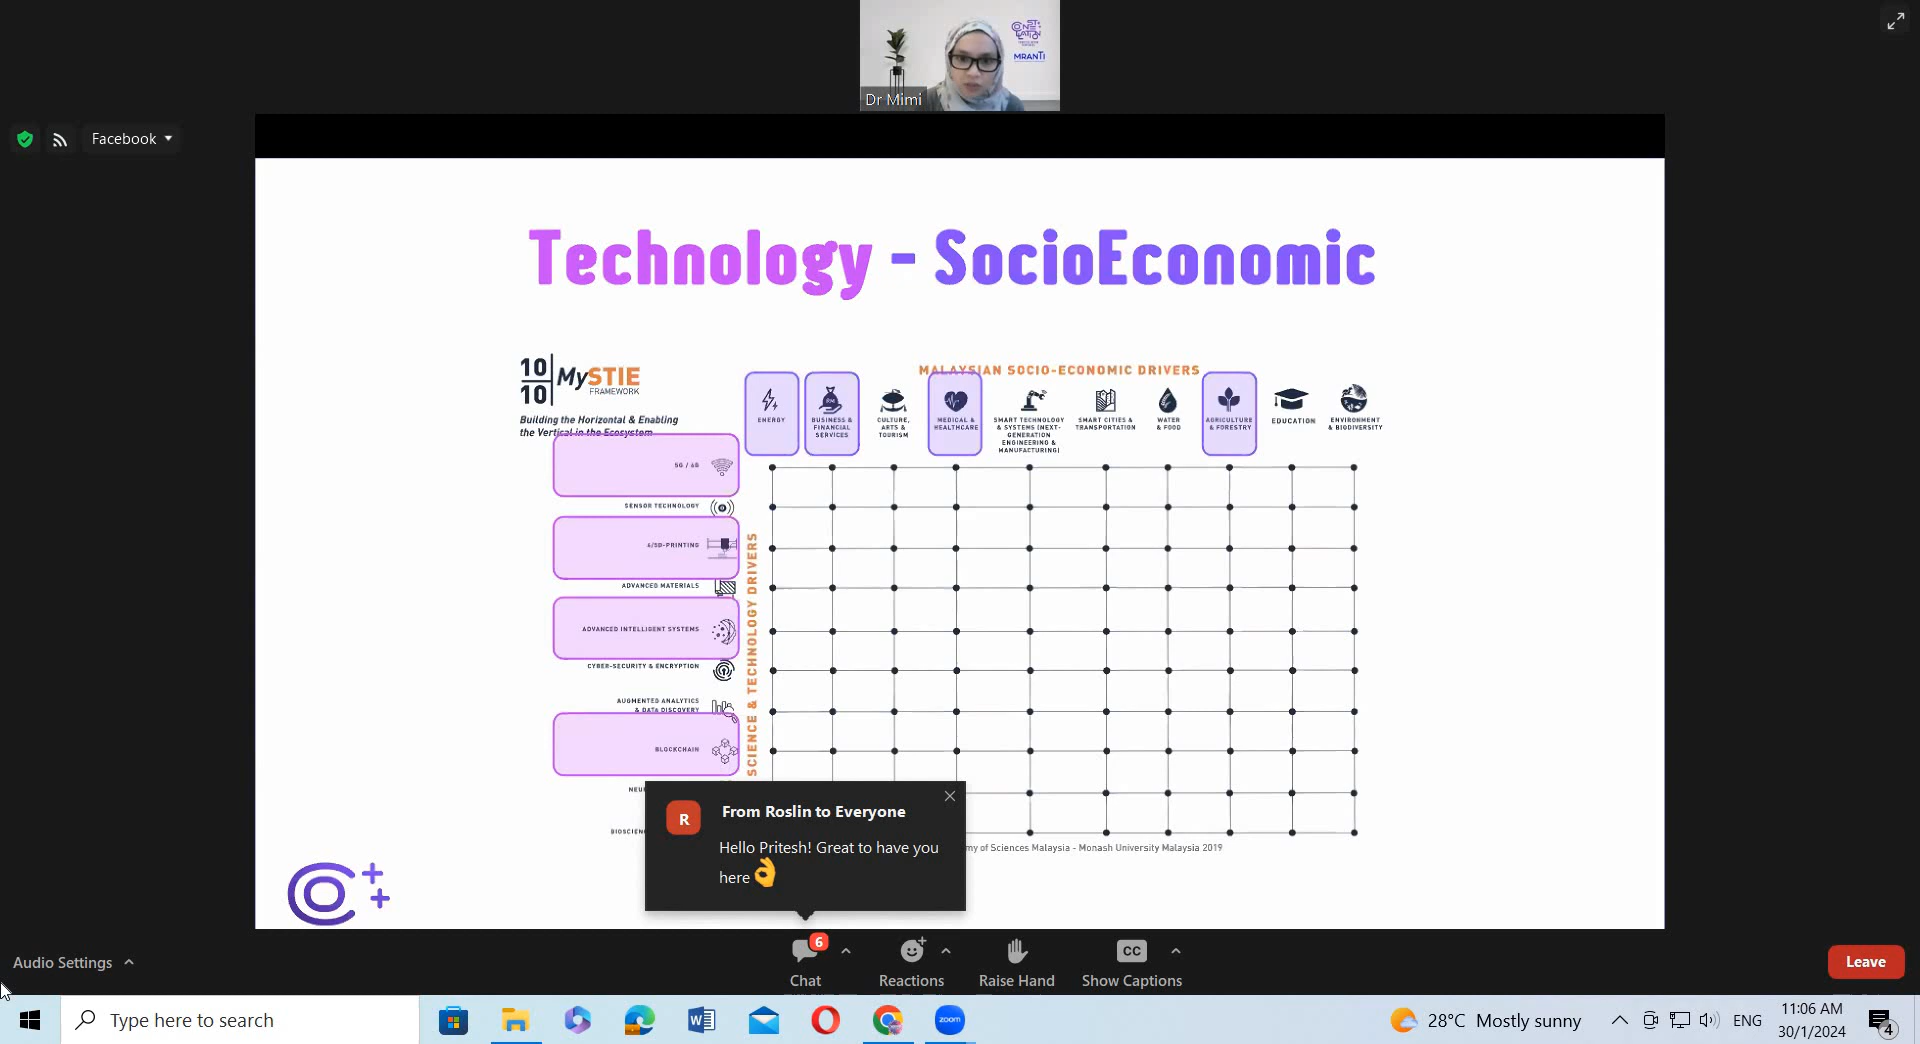 MRANTI
Dr Mimi
Facebook
Technology - SocioEconomic
10
10
MySTIE
FRAMEWORK
Building the Horizontal & Enabling
the Vertical in the Ecosystem
MALAYSIAN SOCIO-ECONOMIC DRIVERS
ENERGY
BUSINESS &
FINANCIAL
SERVICES
CULTURE,
ARTS &
TOURISM
MEDICAL &
HEALTHCARE
SMART TECHNOLOGY
& SYSTEMS (NEXT-
GENERATION
ENGINEERING &
MANUFACTURING)
SMART CITIES &
TRANSPORTATION
WATER
& FOOD
AGRICULTURE
& FORESTRY
EDUCATION
ENVIRONMENT
& BIODIVERSITY
5G / 6G
SENSOR TECHNOLOGY
4/5D-PRINTING
ADVANCED MATERIALS
ADVANCED INTELLIGENT SYSTEMS
CYBER-SECURITY & ENCRYPTION
AUGMENTED ANALYTICS
& DATA DISCOVERY
BLOCKCHAIN
SCIENCE & TECHNOLOGY DRIVERS
my of Sciences Malaysia - Monash University Malaysia 2019
R
From Roslin to Everyone
Hello Pritesh! Great to have you
here 👌
Audio Settings
6
Chat
Reactions
Raise Hand
CC
Show Captions
Leave
Type here to search
zoom
28°C Mostly sunny
ENG
11:06 AM
30/1/2024
4